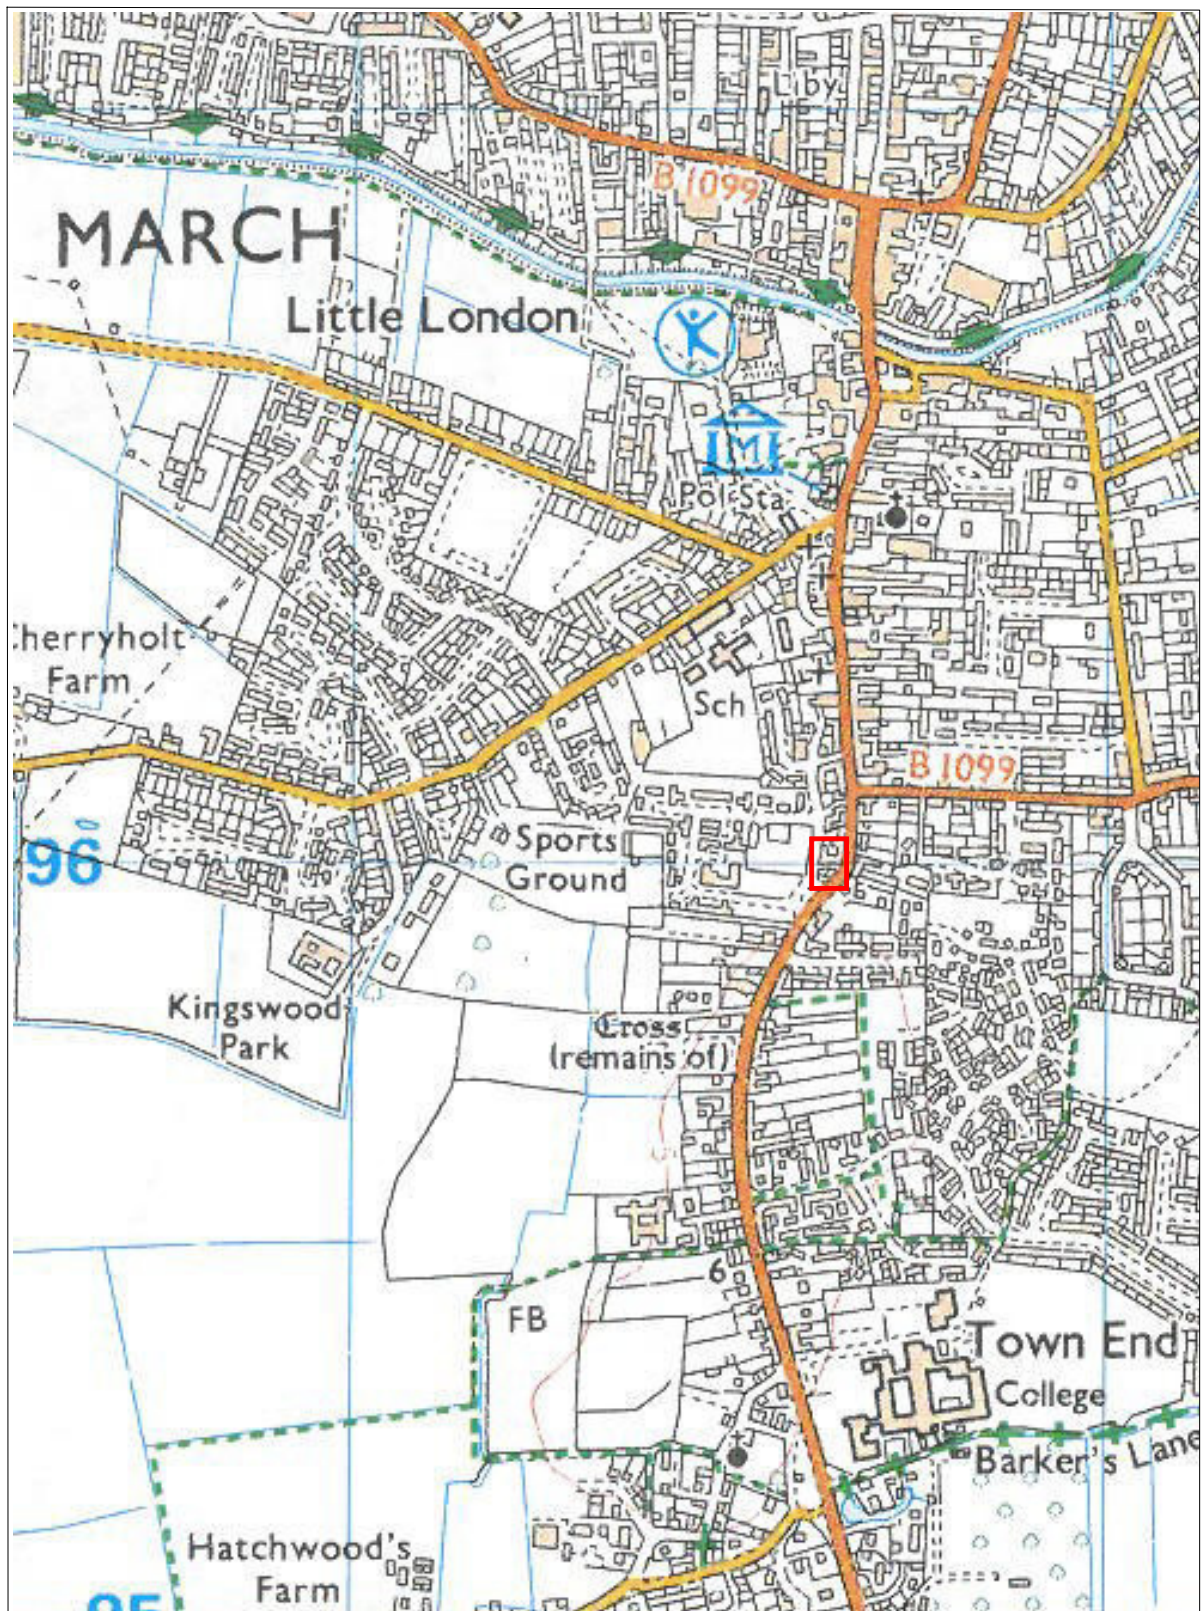 Liby
B 1099
MARCH
Little London
M
Pol Sta
Cherryholt
Farm
Sch
B 1099
96
Sports
Ground
Kingswood
Park
Cross
(remains of)
6
FB
Town End
College
Barker's Lane
Hatchwood's
Farm
95